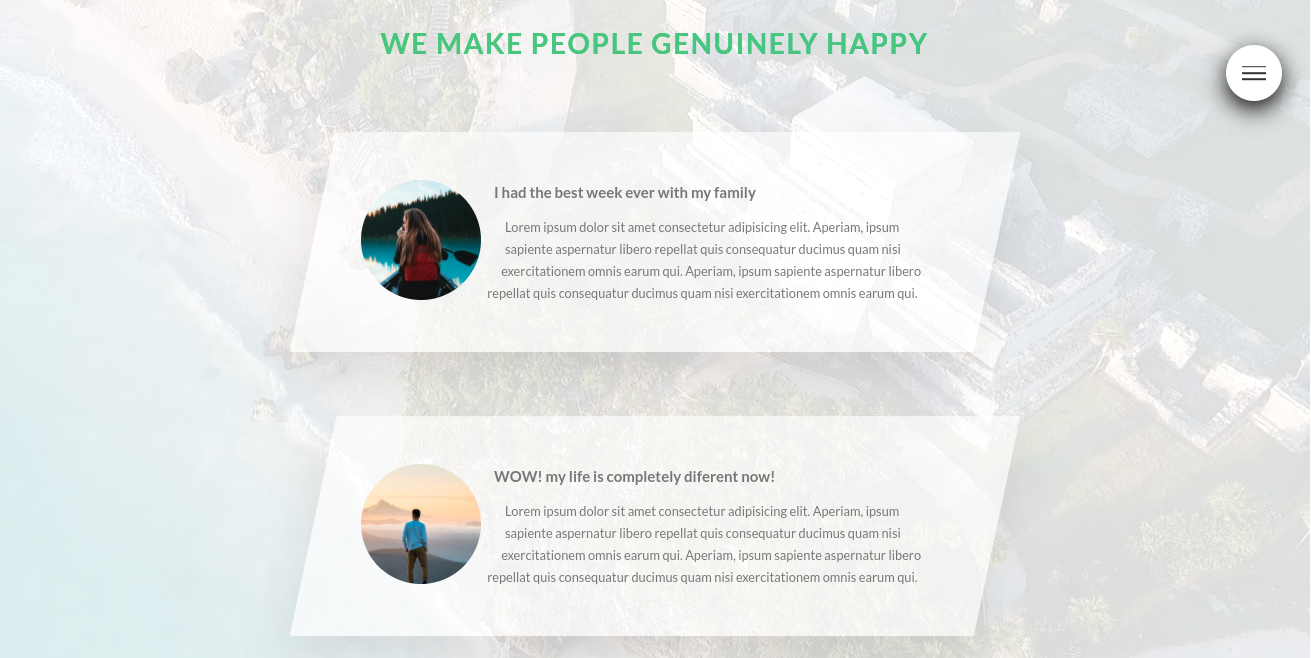 WE MAKE PEOPLE GENUINELY HAPPY
I had the best week ever with my family
Lorem ipsum dolor sit amet consectetur adipisicing elit. Aperiam, ipsum
sapiente aspernatur libero repellat quis consequatur ducimus quam nisi
exercitationem omnis earum qui. Aperiam, ipsum sapiente aspernatur libero
repellat quis consequatur ducimus quam nisi exercitationem omnis earum qui.
WOW! my life is completely diferent now!
Lorem ipsum dolor sit amet consectetur adipisicing elit. Aperiam, ipsum
sapiente aspernatur libero repellat quis consequatur ducimus quam nisi
exercitationem omnis earum qui. Aperiam, ipsum sapiente aspernatur libero
repellat quis consequatur ducimus quam nisi exercitationem omnis earum qui.